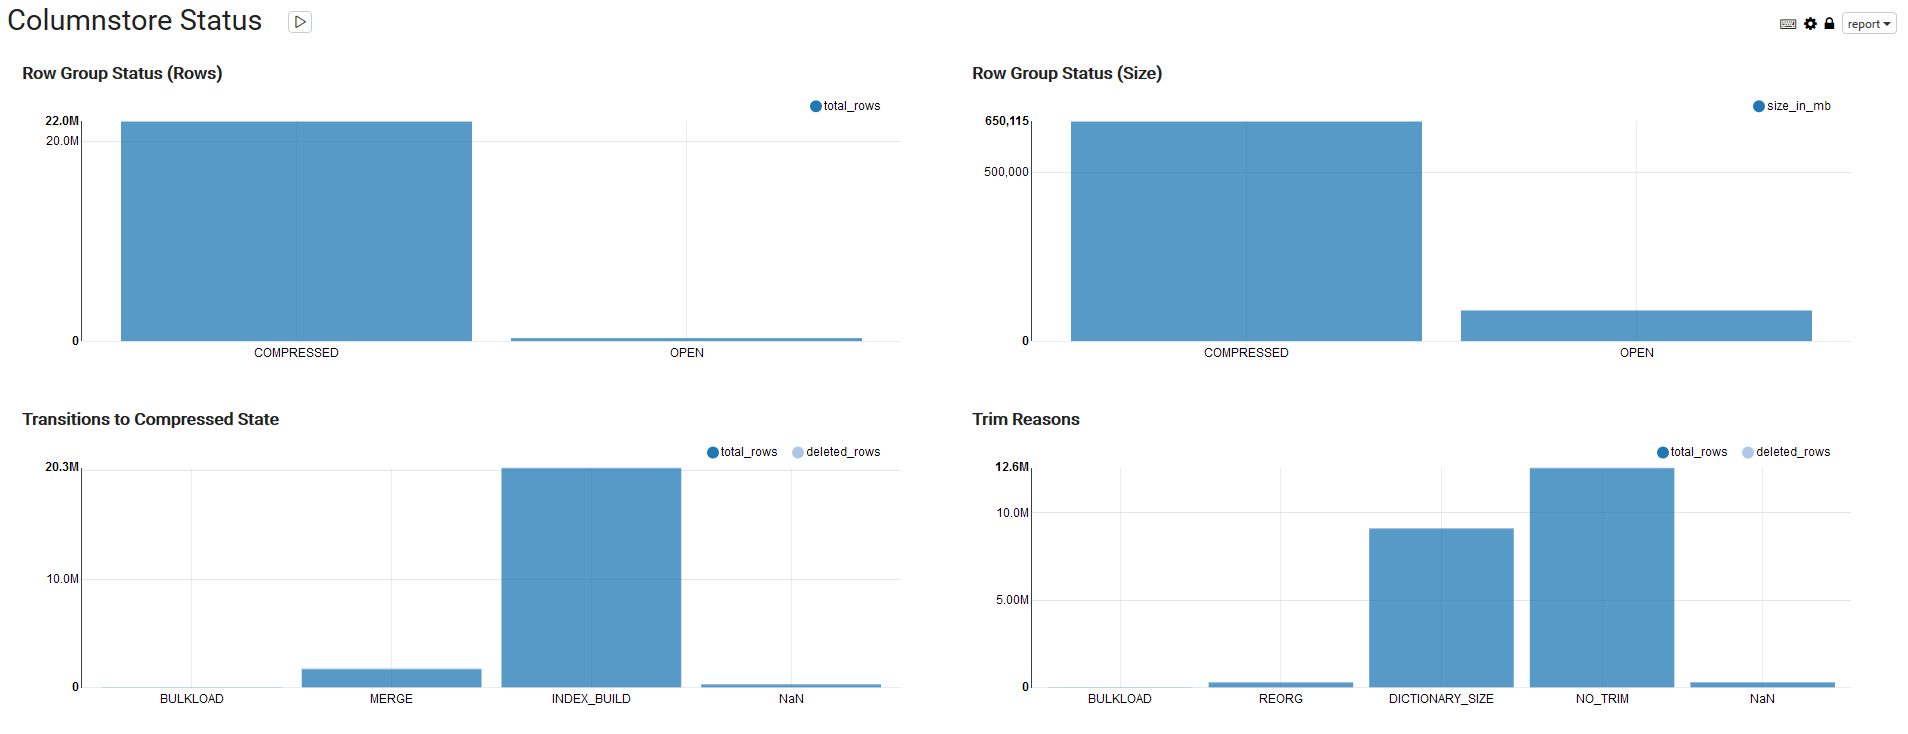 Columnstore Status
report
Row Group Status (Rows)
total_rows
22.0M
20.0M
0
COMPRESSED OPEN
Row Group Status (Size)
size_in_mb
650,115
500,000
0
COMPRESSED OPEN
Transitions to Compressed State
total_rows deleted_rows
20.3M
10.0M
0
BULKLOAD MERGE INDEX_BUILD NaN
Trim Reasons
total_rows deleted_rows
12.6M
10.0M
5.00M
0
BULKLOAD REORG DICTIONARY_SIZE NO_TRIM NaN